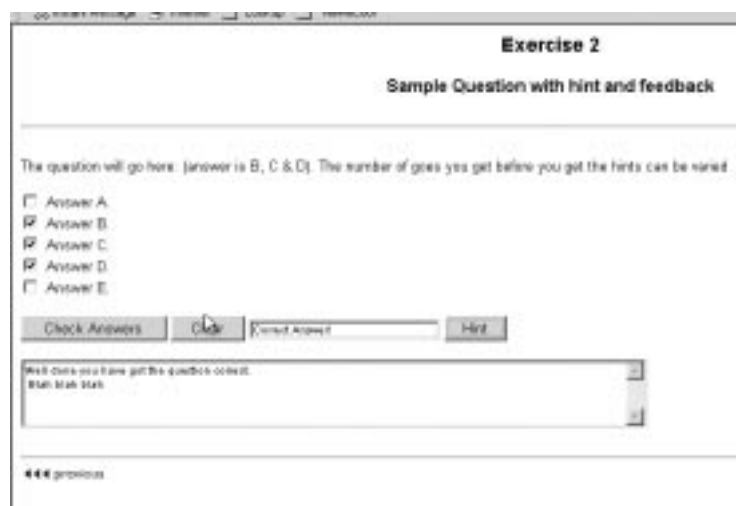 Instant Message
Exercise 2
Sample Question with hint and feedback
The question will go here. (answer is B, C & D). The number of goes you get before you get the hints can be varied
Answer A.
Answer B.
Answer C.
Answer D.
Answer E.
Check Answers Clear Correct Answer! Hint
Well done you have got the question correct.
Blah blah blah
previous